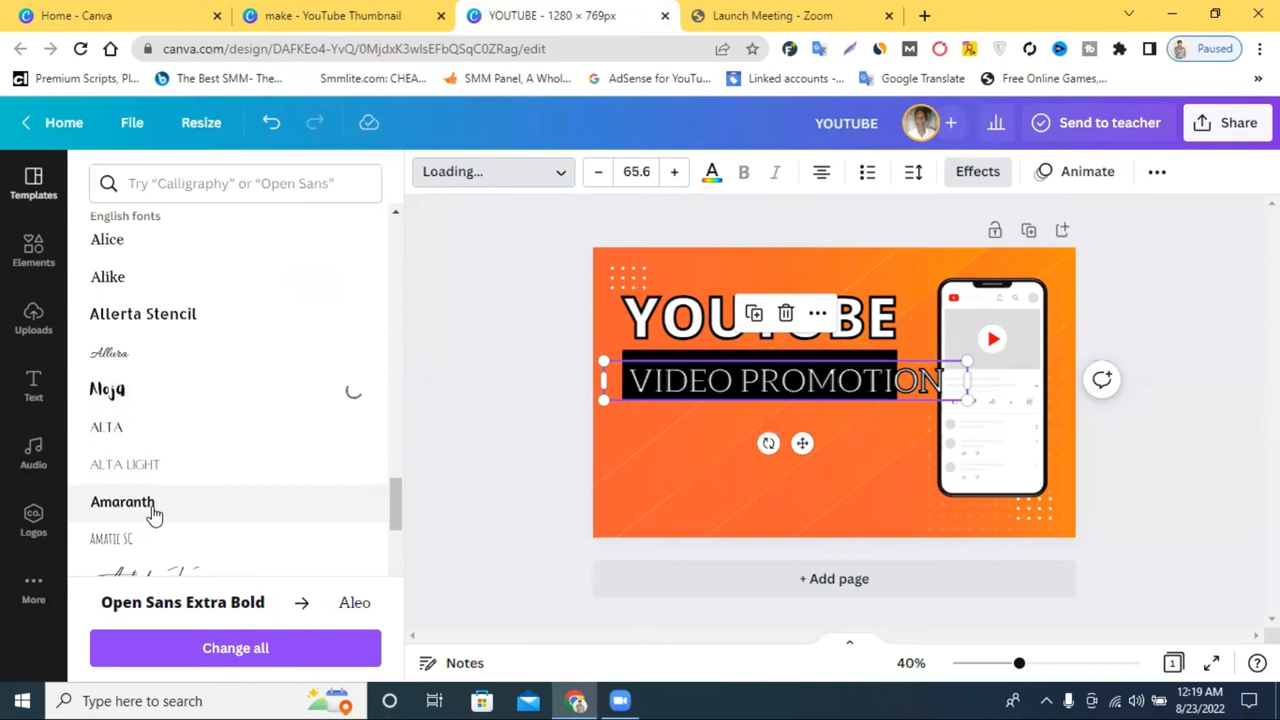 Home - Canva
make - YouTube Thumbnail
YOUTUBE - 1280 × 769px
Launch Meeting - Zoom
canva.com/design/DAFKEo4-YvQ/0MjdxK3wIsEFbQSqC0ZRag/edit
Paused
Premium Scripts, Pl...
The Best SMM- The...
Smmlite.com: CHEA...
SMM Panel, A Whol...
AdSense for YouTu...
Linked accounts -...
Google Translate
Free Online Games,...
Home
File
Resize
YOUTUBE
Send to teacher
Share
Templates
Elements
Uploads
Text
Audio
Logos
More
Try "Calligraphy" or "Open Sans"
English fonts
Alice
Alike
Allerta Stencil
Allura
Moja
ALTA
ALTA LIGHT
Amaranth
AMATIC SC
Open Sans Extra Bold
Aleo
Change all
Loading...
65.6
A
B
I
Effects
Animate
YOUTUBE
VIDEO PROMOTION
+ Add page
Notes
40%
1
Type here to search
12:19 AM
8/23/2022